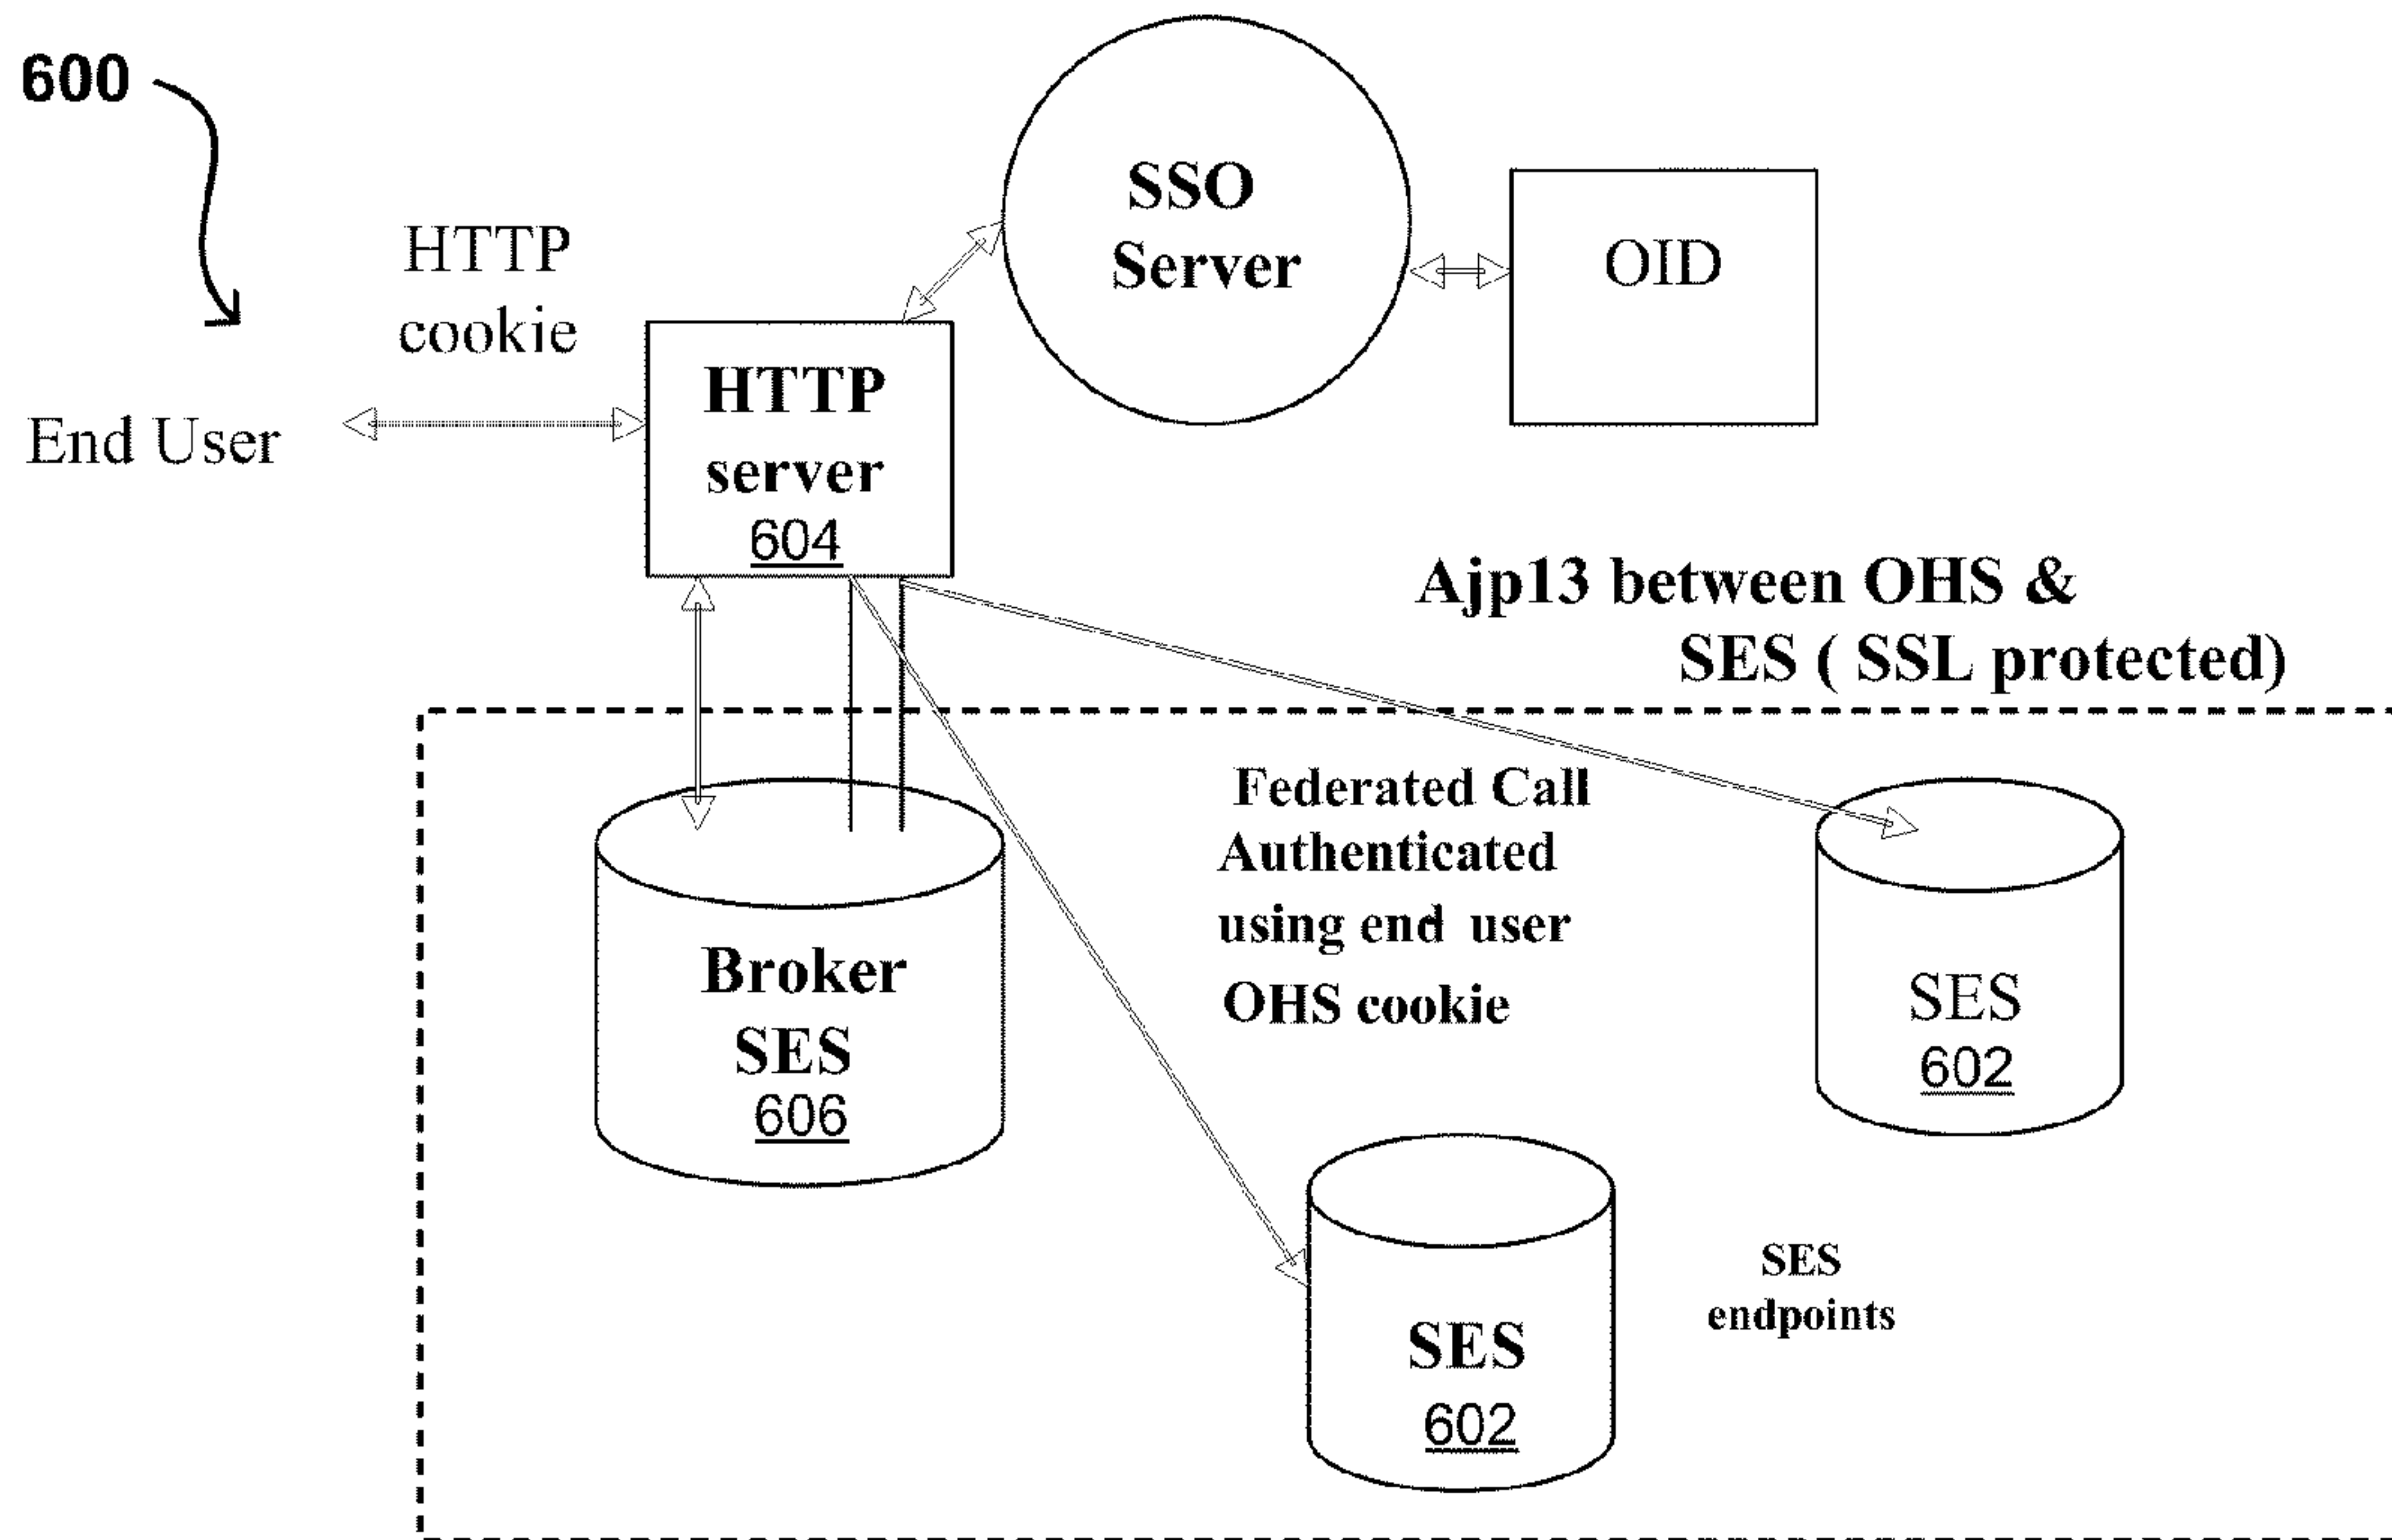 600
HTTP
cookie
End User
SSO
Server
OID
HTTP
server
604
Ajp13 between OHS &
SES ( SSL protected)
Federated Call
Authenticated
using end user
OHS cookie
Broker
SES
606
SES
602
SES
602
SES
endpoints